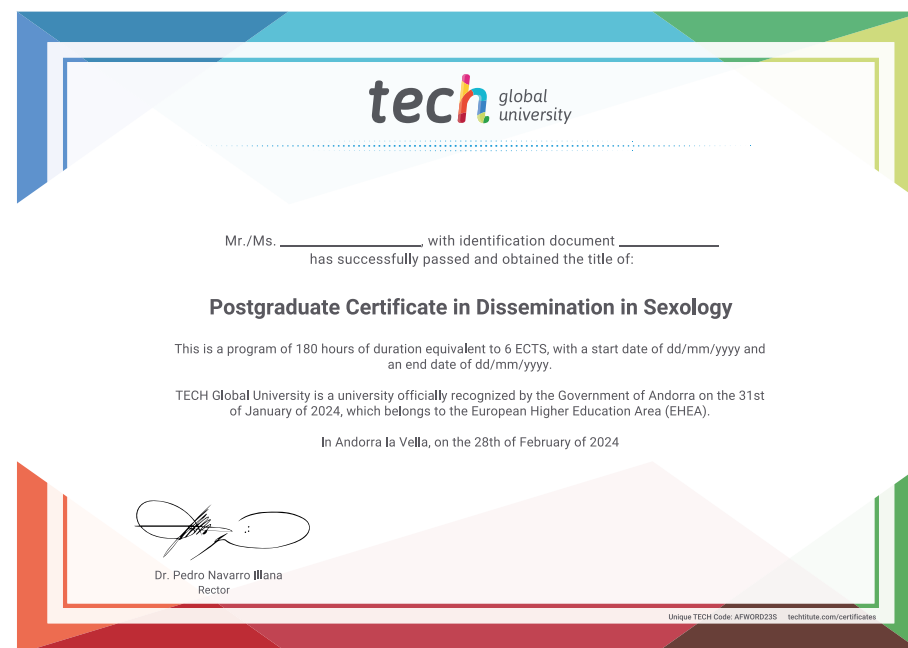 tech global university
Mr./Ms. ____________________, with identification document ______________
has successfully passed and obtained the title of:
Postgraduate Certificate in Dissemination in Sexology
This is a program of 180 hours of duration equivalent to 6 ECTS, with a start date of dd/mm/yyyy and
an end date of dd/mm/yyyy.
TECH Global University is a university officially recognized by the Government of Andorra on the 31st
of January of 2024, which belongs to the European Higher Education Area (EHEA).
In Andorra la Vella, on the 28th of February of 2024
Dr. Pedro Navarro Illana
Rector
Unique TECH Code: AFWORD23S techtitute.com/certificates